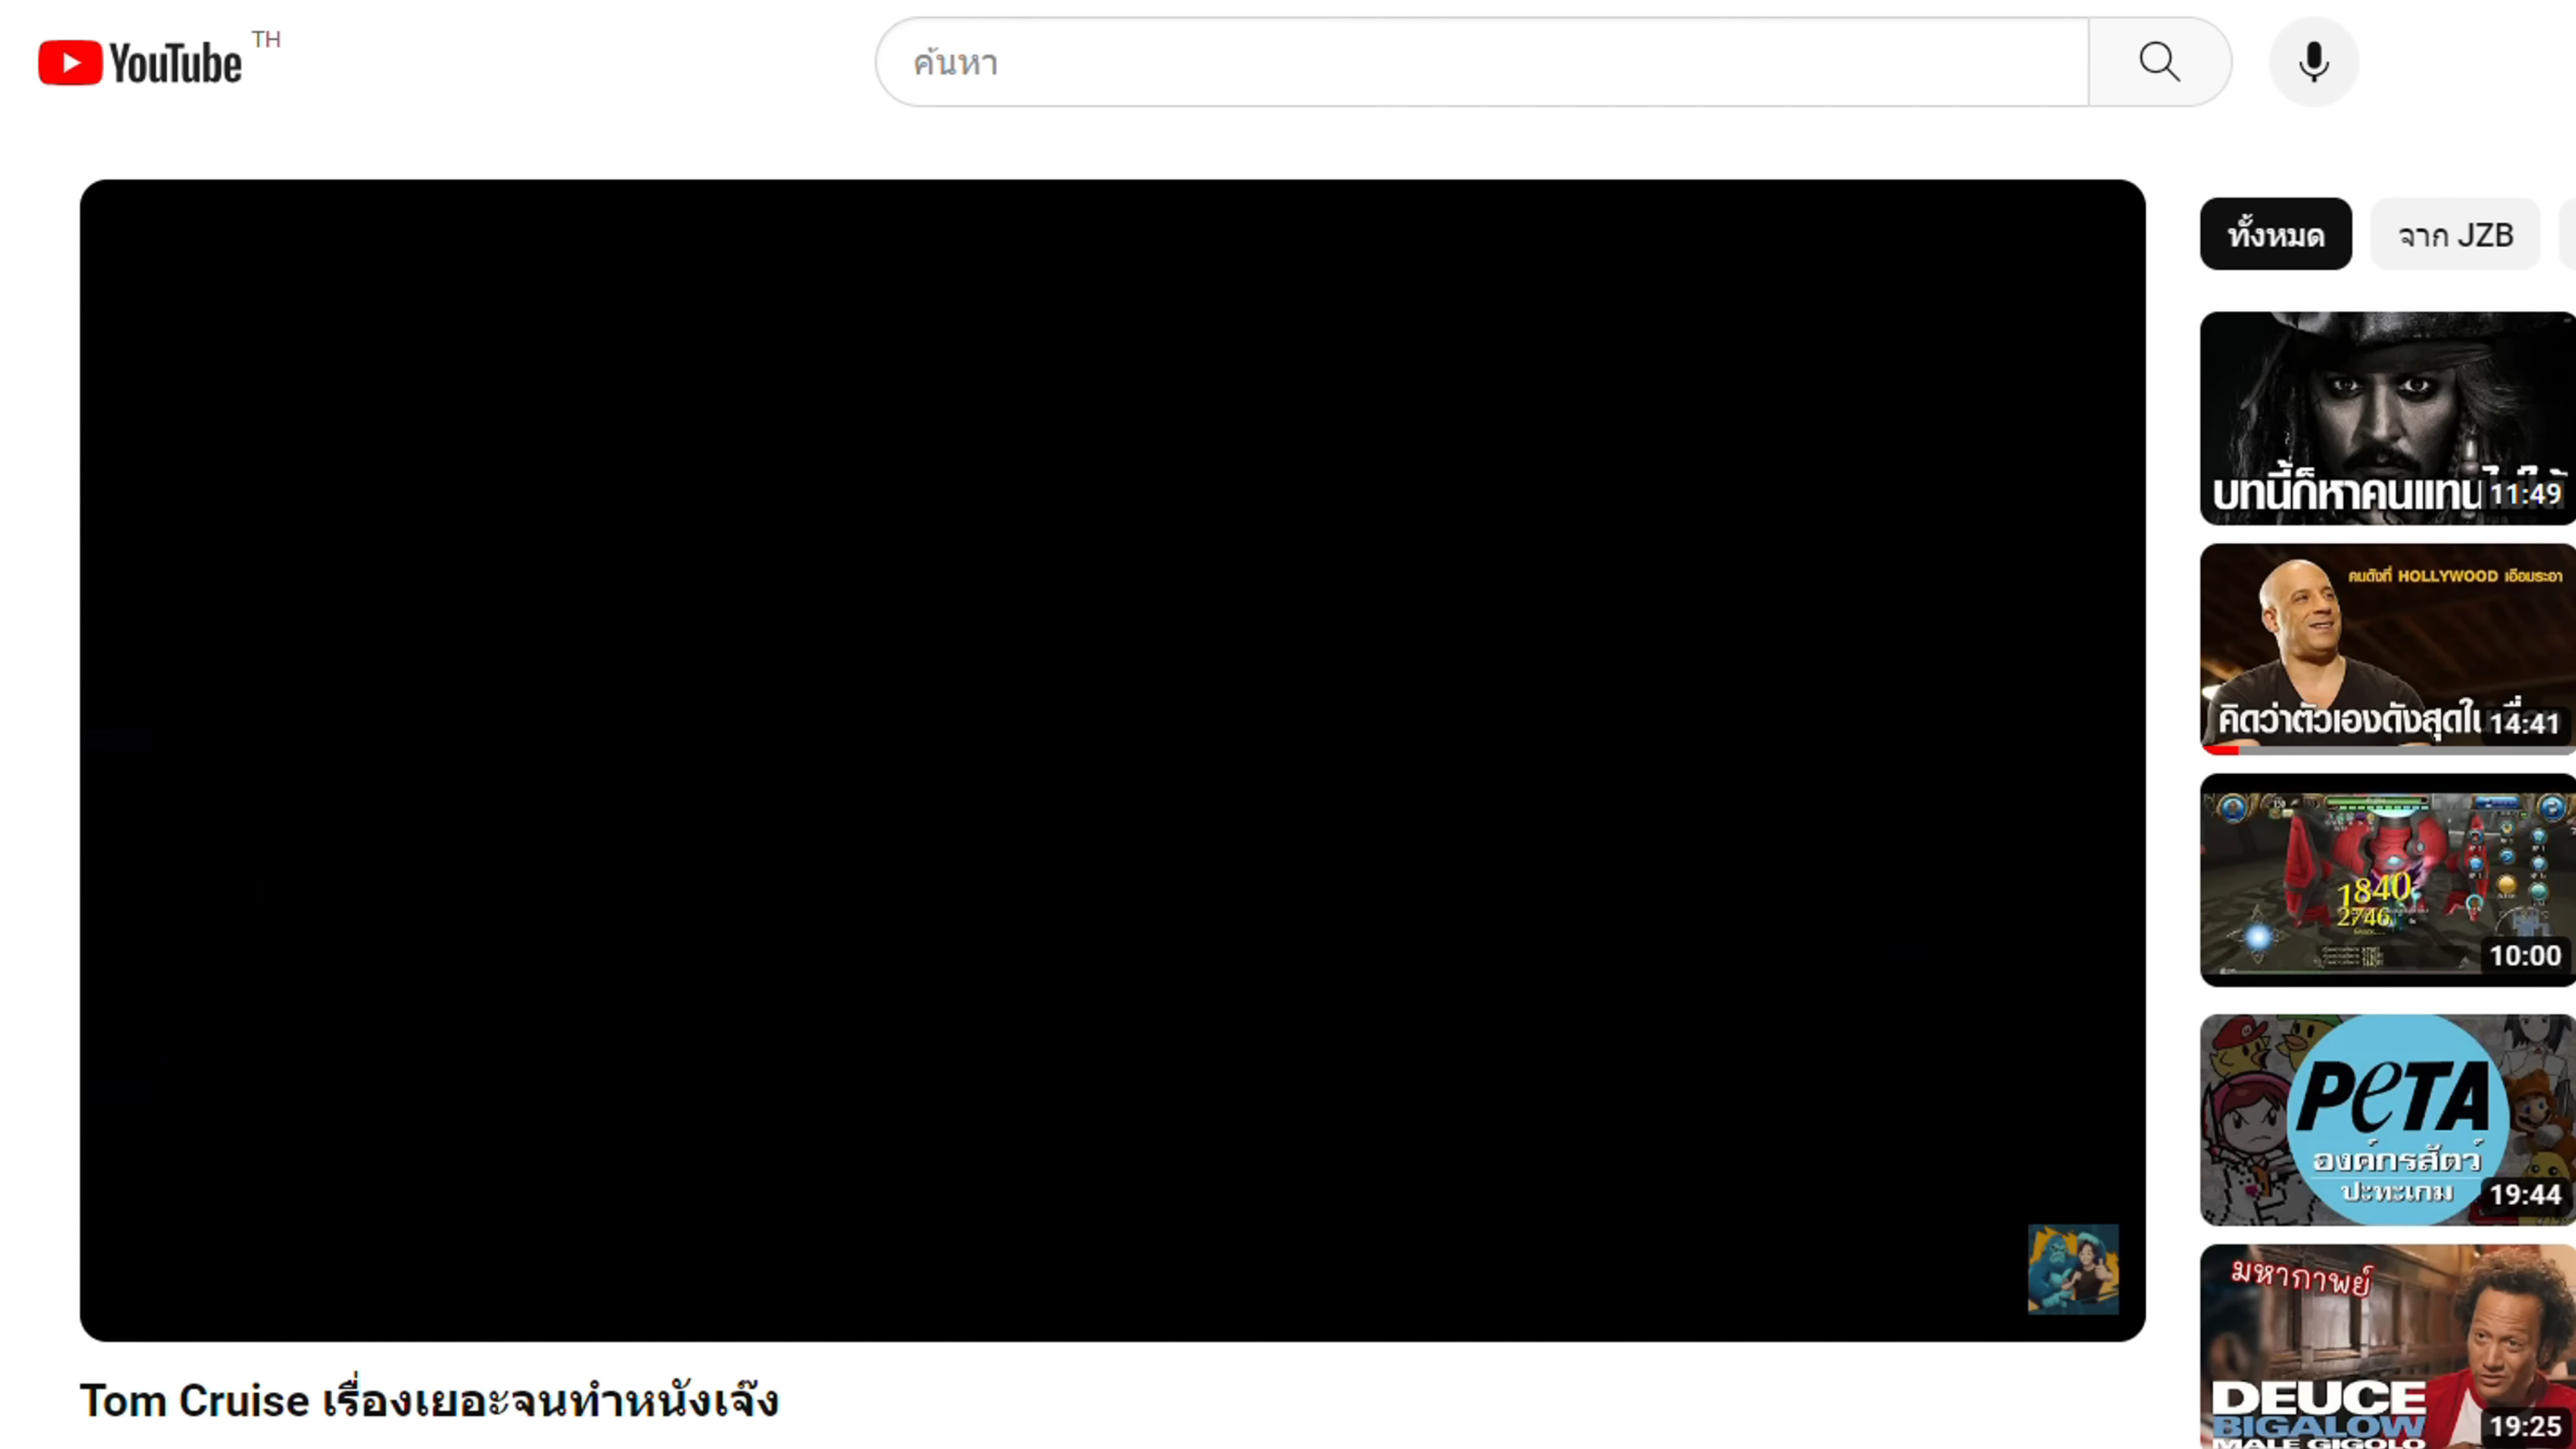 YouTube TH
ค้นหา
ทั้งหมด
จาก JZB
บทนี้ก็หาคนแทน
11:49
คนดังที่ HOLLYWOOD เอือมระอา
คิดว่าตัวเองดังสุดใน
14:41
1840
2746
10:00
PeTA
องค์กรสัตว์
ปะทะเกม
19:44
มหากาพย์
DEUCE
BIGALOW
MALE GIGOLO
19:25
Tom Cruise เรื่องเยอะจนทำหนังเจ๊ง